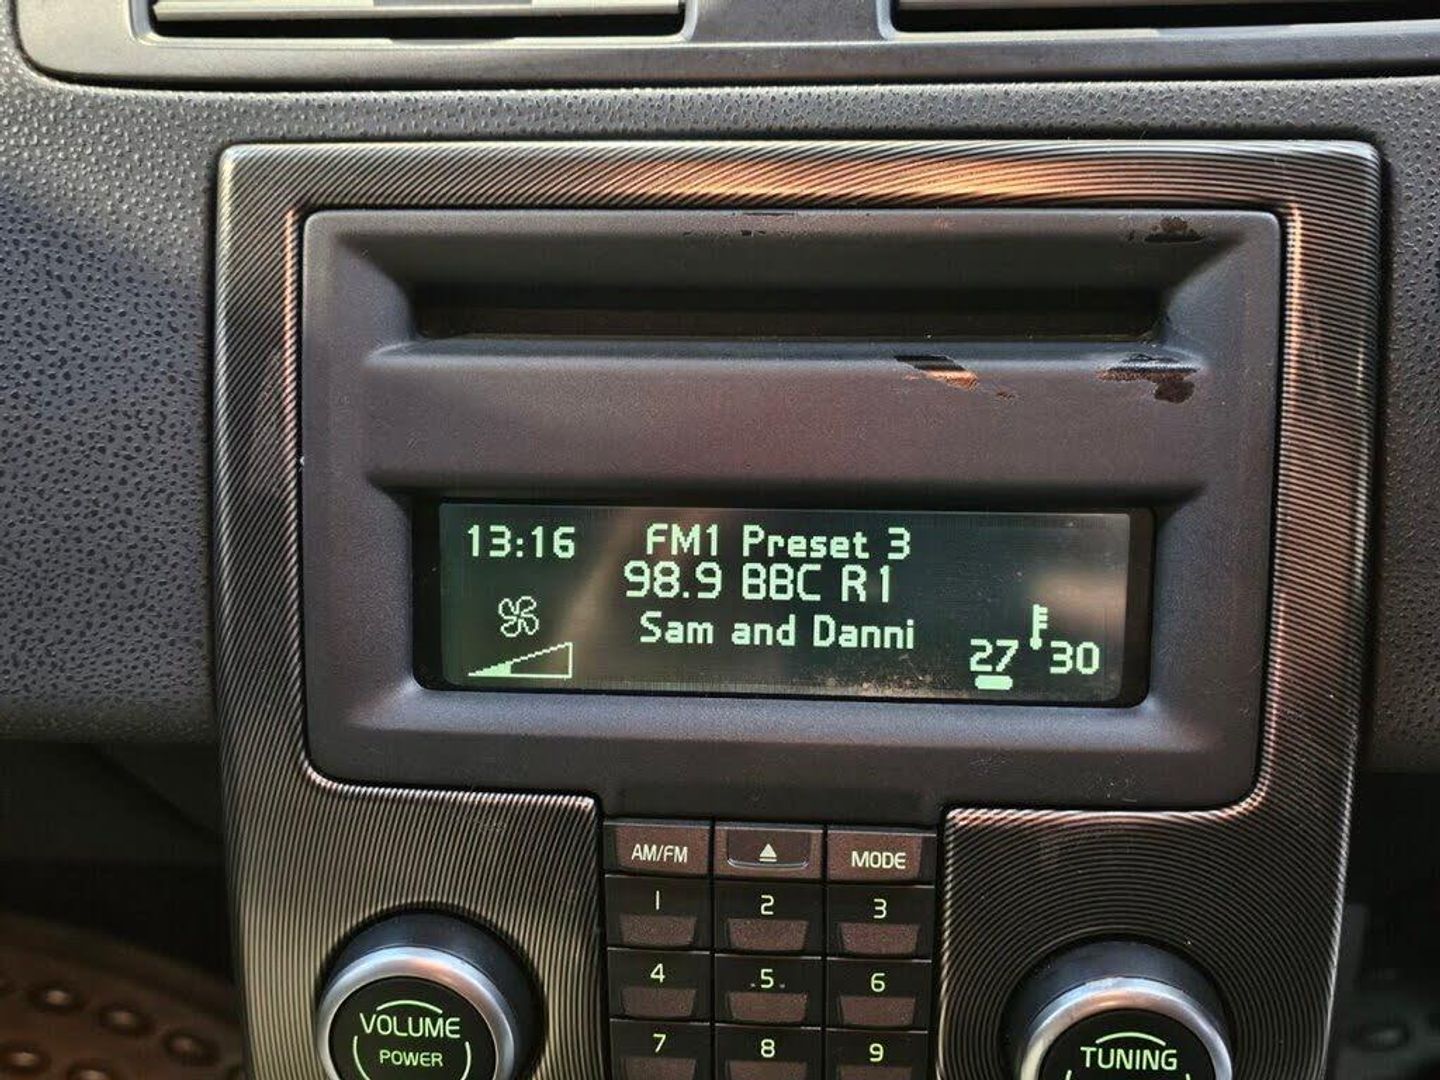 13:16 FM1 Preset 3
98.9 BBC R1
Sam and Danni
27 30
AM/FM MODE
1 2 3
4 5 6
7 8 9
VOLUME
POWER
TUNING